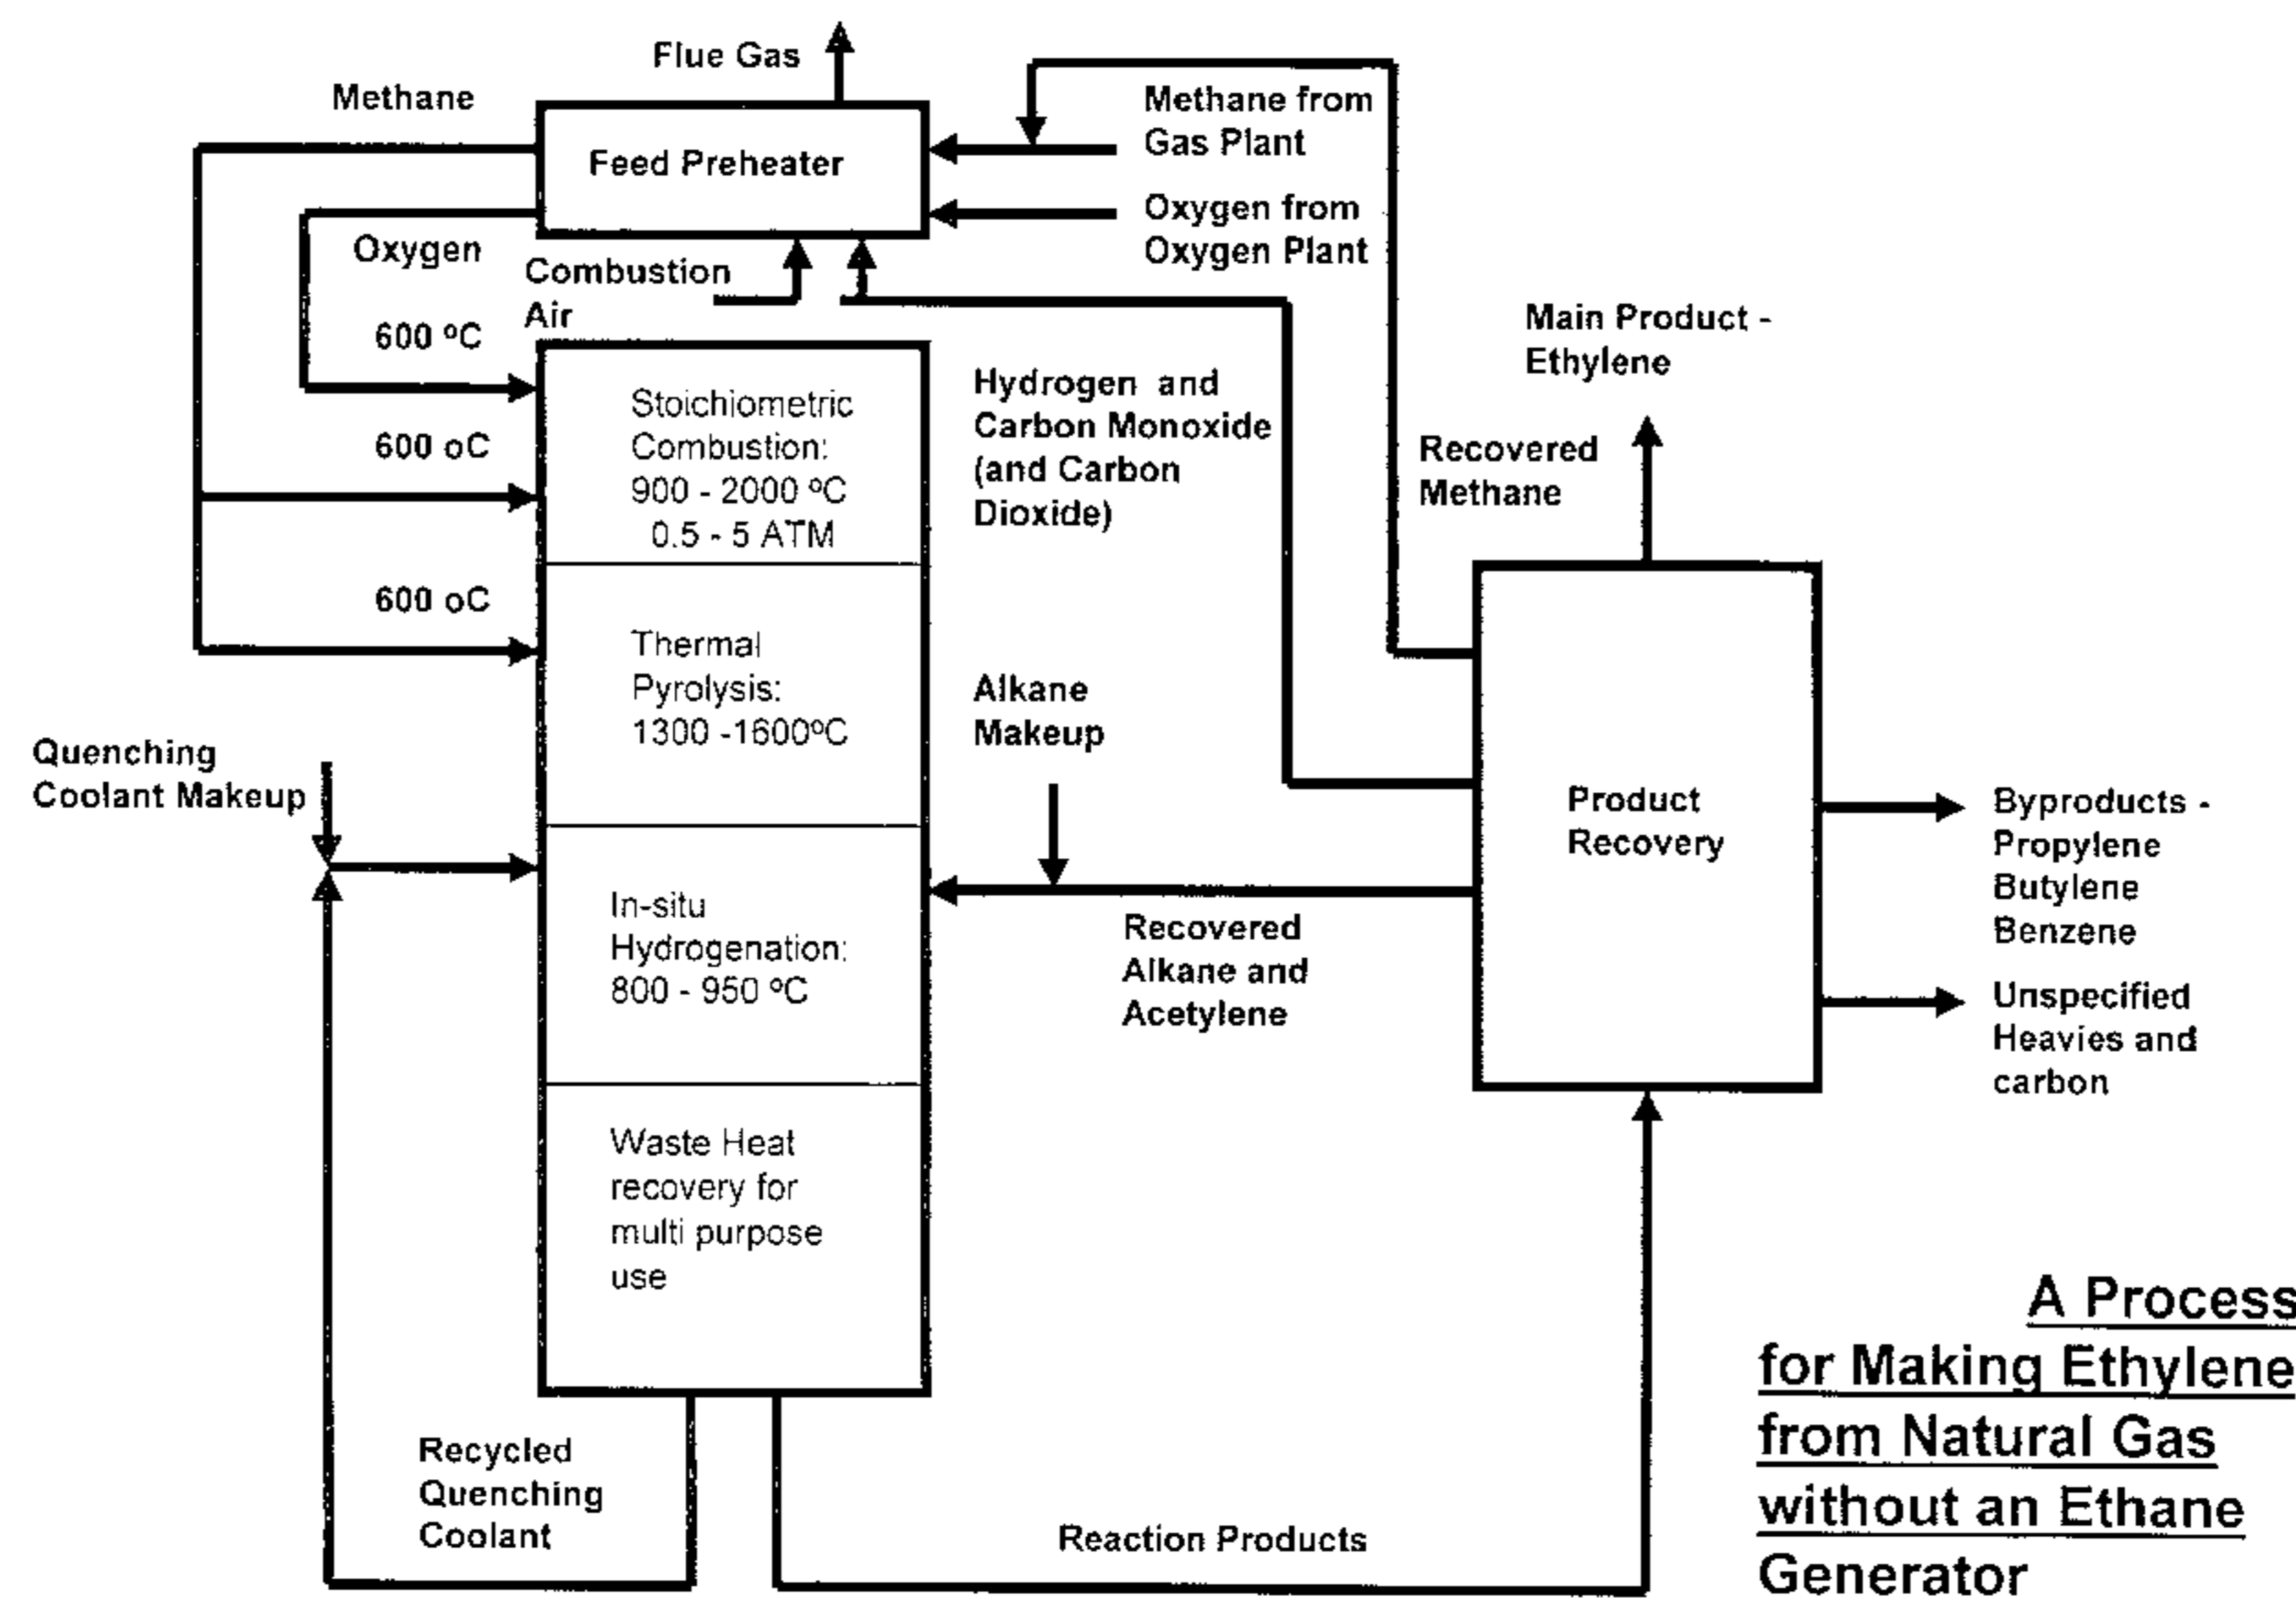 Flue Gas
Methane
Feed Preheater
Methane from
Gas Plant
Oxygen from
Oxygen Plant
Oxygen
Combustion
Air
600 ºC
600 oC
600 oC
Stoichiometric
Combustion:
900 - 2000 ºC
0.5 - 5 ATM
Thermal
Pyrolysis:
1300 -1600ºC
In-situ
Hydrogenation:
800 - 950 ºC
Waste Heat
recovery for
multi purpose
use
Hydrogen and
Carbon Monoxide
(and Carbon
Dioxide)
Recovered
Methane
Main Product -
Ethylene
Alkane
Makeup
Quenching
Coolant Makeup
Product
Recovery
Recovered
Alkane and
Acetylene
Byproducts -
Propylene
Butylene
Benzene
Unspecified
Heavies and
carbon
Recycled
Quenching
Coolant
Reaction Products
A Process
for Making Ethylene
from Natural Gas
without an Ethane
Generator